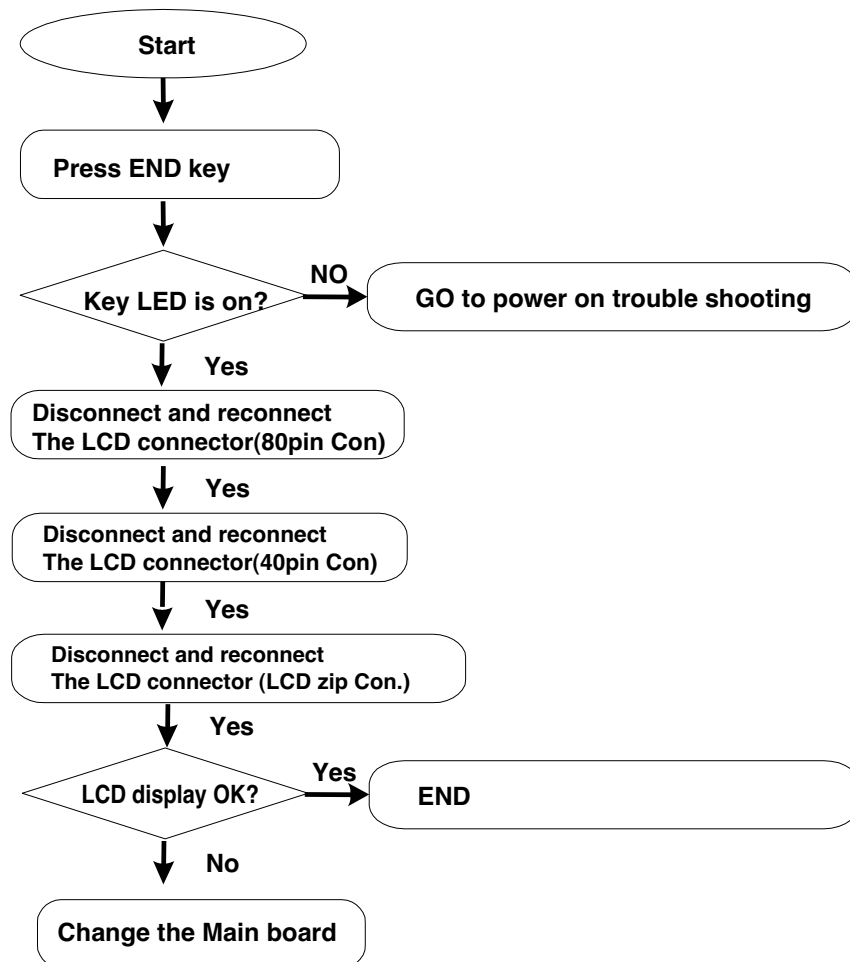 Start
Press END key
Key LED is on?
NO
GO to power on trouble shooting
Yes
Disconnect and reconnect
The LCD connector(80pin Con)
Yes
Disconnect and reconnect
The LCD connector(40pin Con)
Yes
Disconnect and reconnect
The LCD connector (LCD zip Con.)
Yes
LCD display OK?
Yes
END
No
Change the Main board